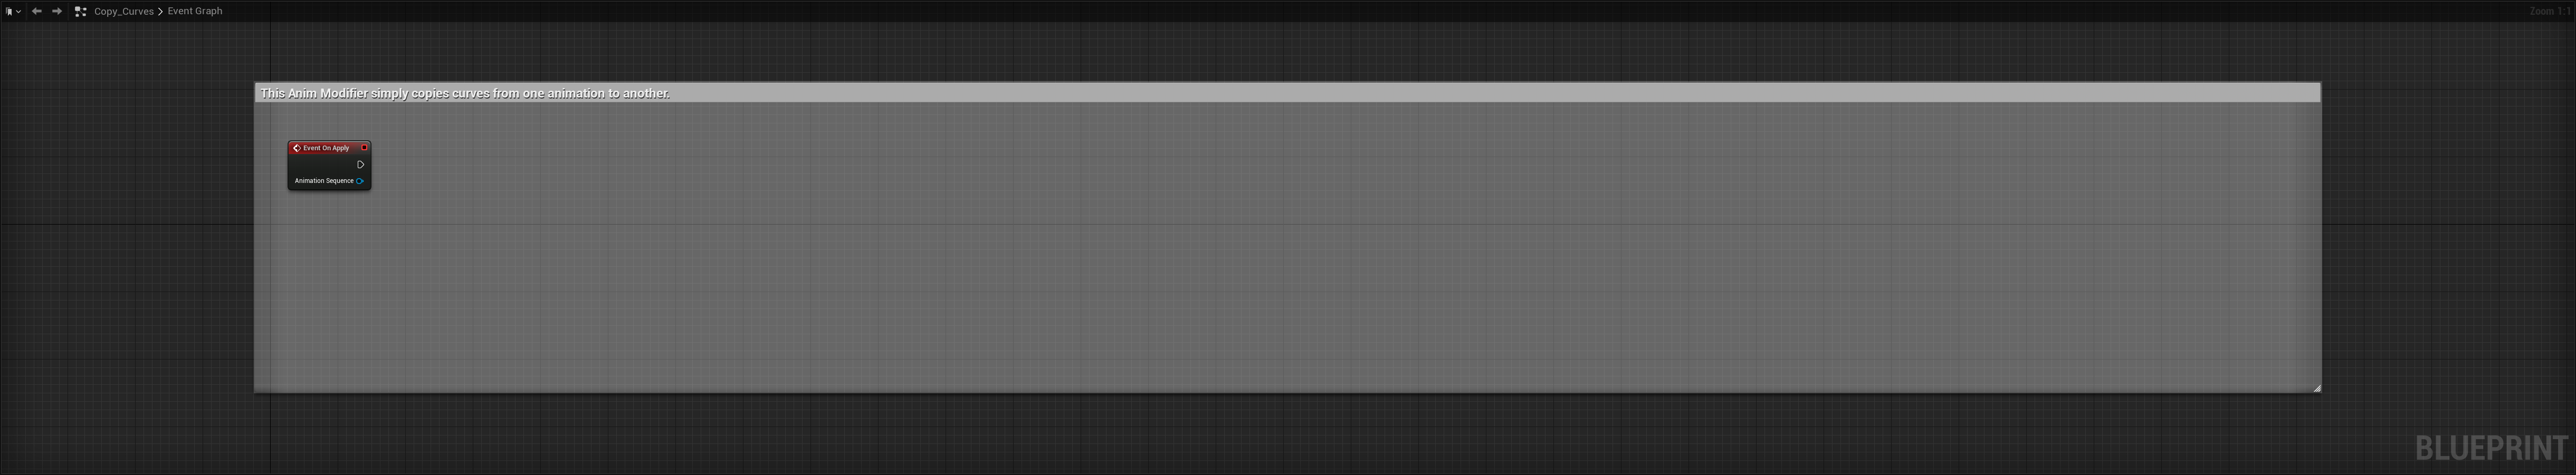 Copy_Curves > Event Graph
Zoom 1:1
This Anim Modifier simply copies curves from one animation to another.
Event On Apply
Animation Sequence
BLUEPRINT